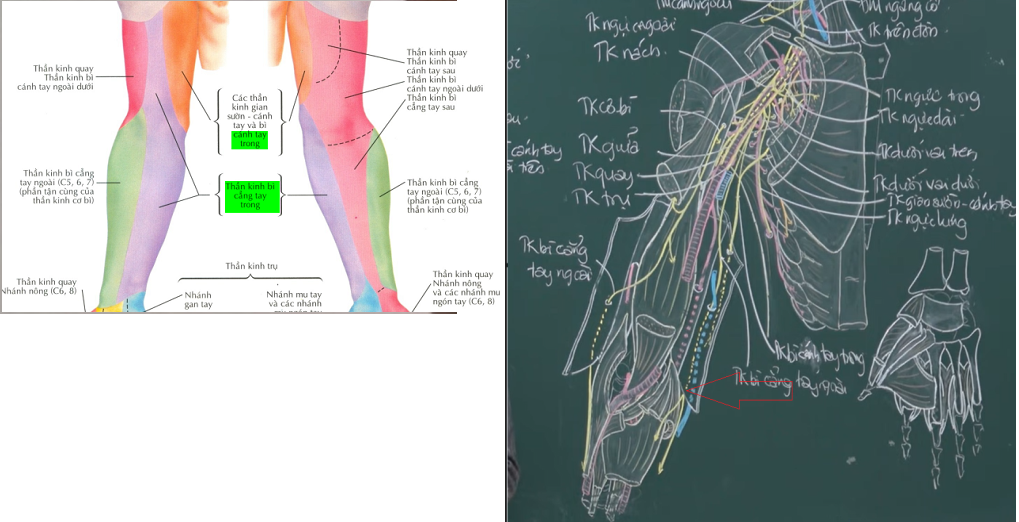 Thần kinh quay
Thần kinh bì
cánh tay ngoài dưới
Các thần
kinh gian
sườn - cánh
tay và bì
cánh tay
trong
Thần kinh quay
Thần kinh bì
cánh tay sau
Thần kinh bì
cánh tay ngoài dưới
Thần kinh bì
cẳng tay sau
Thần kinh bì cẳng
tay ngoài (C5, 6, 7)
(phần tận cùng của
thần kinh cơ bì)
Thần kinh bì
cẳng tay
trong
Thần kinh bì cẳng
tay ngoài (C5, 6, 7)
(phần tận cùng của
thần kinh cơ bì)
Thần kinh trụ
Thần kinh quay
Nhánh nông (C6, 8)
Nhánh
gan tay
Nhánh mu tay
và các nhánh
Thần kinh quay
Nhánh nông
và các nhánh mu
ngón tay (C6, 8)
TK ngực ngoài
TK nách
TK cơ bì
TK giữa
TK quay
TK trụ
TK bì cẳng
tay ngoài
TK trên đòn
TK ngực trong
TK ngực dài
TK dưới vai trên
TK dưới vai dưới
TK gian sườn - cánh tay
TK ngực lưng
TK bì cánh tay trong
TK bì cẳng tay ngoài
cánh tay